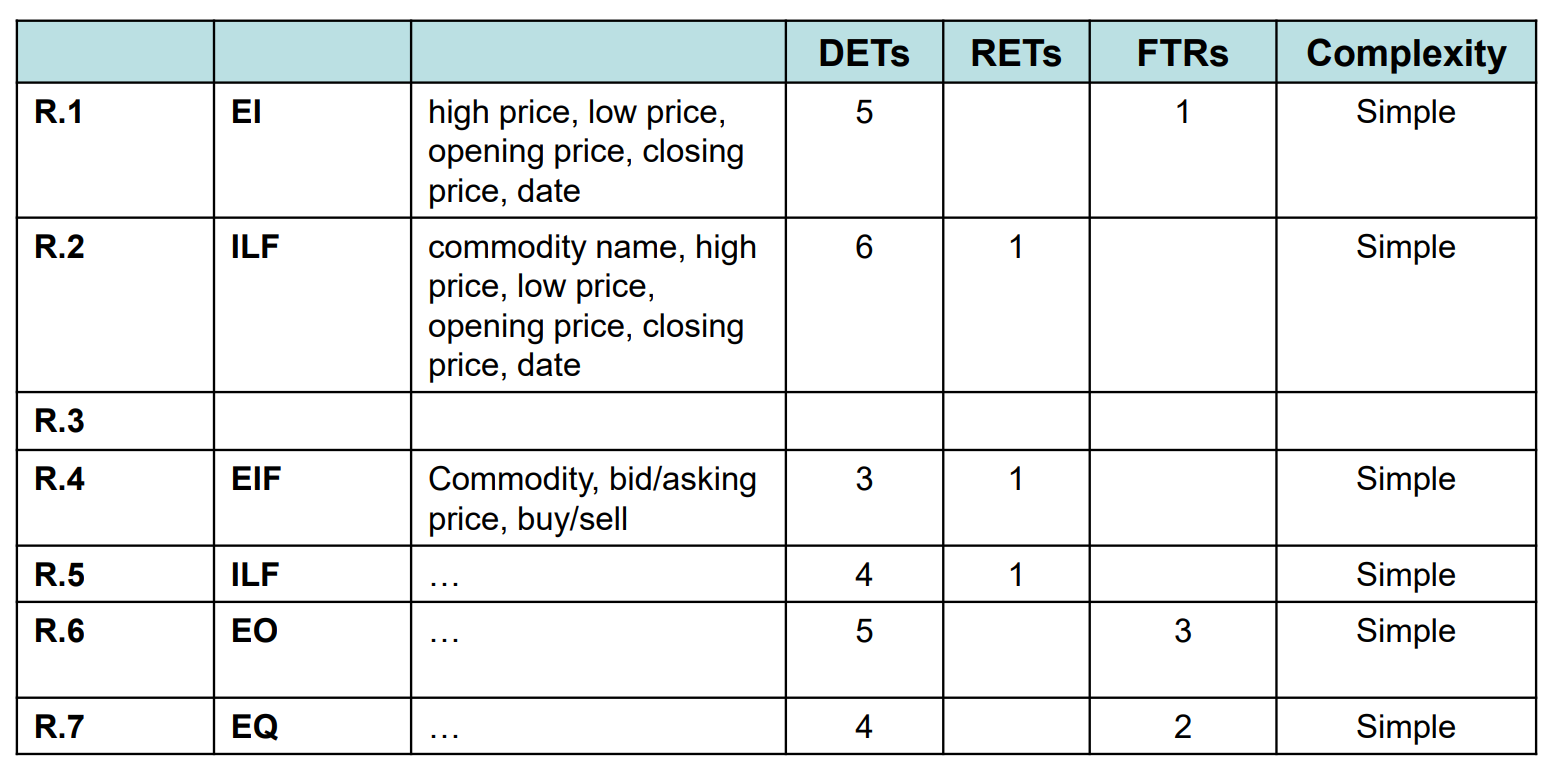 DETs RETs FTRs Complexity
R.1 EI high price, low price, 5 1 Simple
opening price, closing
price, date
R.2 ILF commodity name, high 6 1 Simple
price, low price,
opening price, closing
price, date
R.3
R.4 EIF Commodity, bid/asking 3 1 Simple
price, buy/sell
R.5 ILF … 4 1 Simple
R.6 EO … 5 3 Simple
R.7 EQ … 4 2 Simple